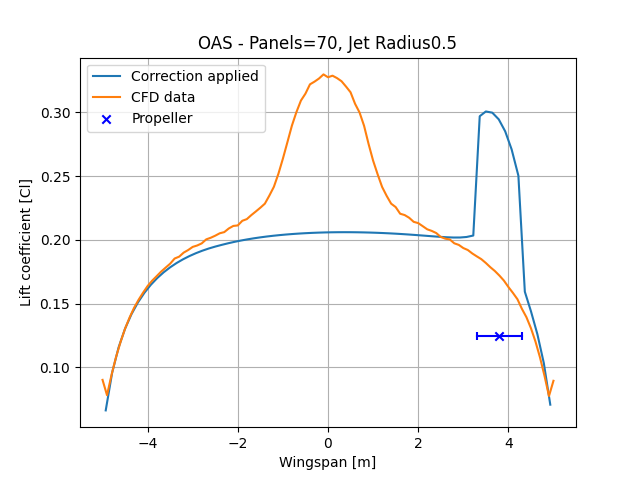 OAS - Panels=70, Jet Radius0.5
Correction applied
CFD data
Propeller
Lift coefficient [Cl]
0.30
0.25
0.20
0.15
0.10
−4
−2
0
2
4
Wingspan [m]